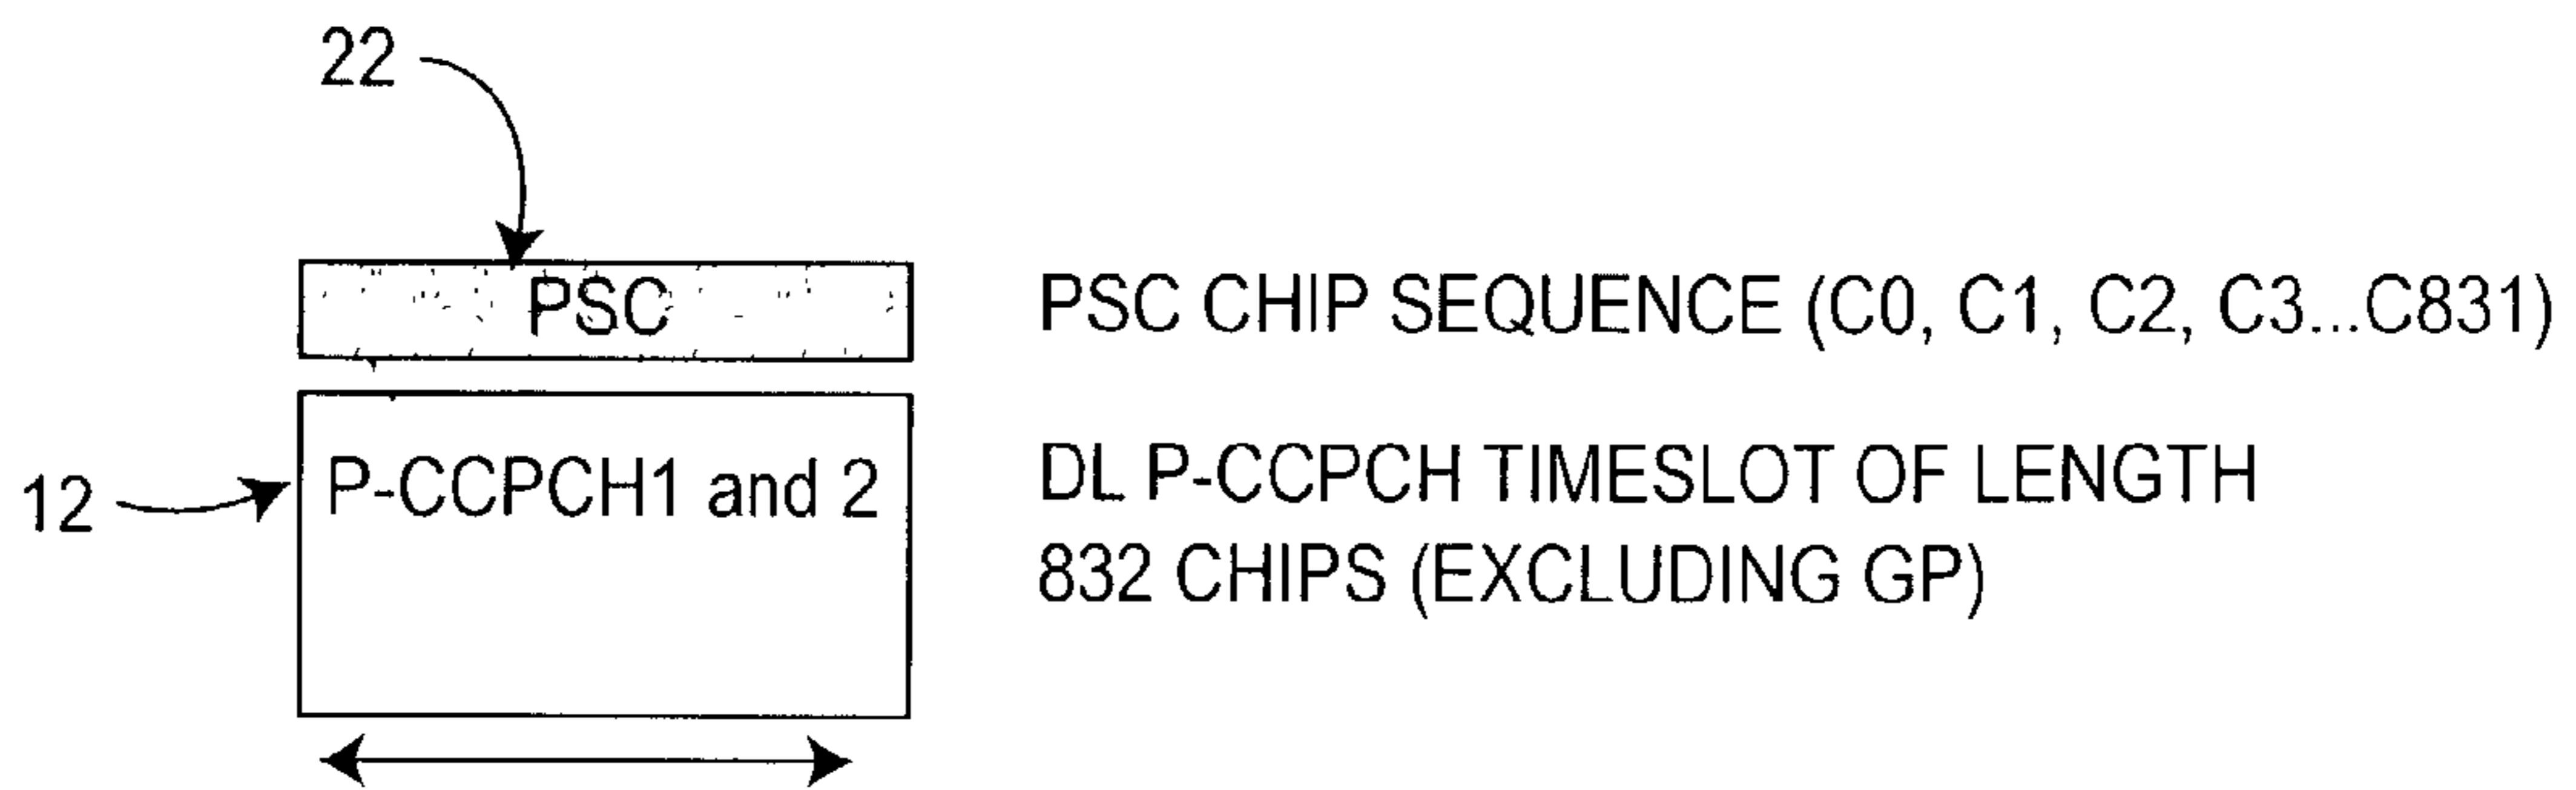 22
PSC
PSC CHIP SEQUENCE (C0, C1, C2, C3...C831)
12
P-CCPCH1 and 2
DL P-CCPCH TIMESLOT OF LENGTH
832 CHIPS (EXCLUDING GP)